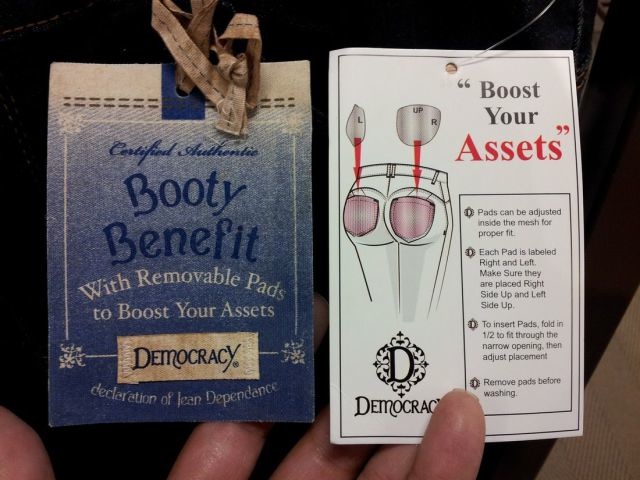 Certified Authentic
Booty
Benefit
With Removable Pads
to Boost Your Assets
DEMOCRACY®
declaration of Jean Dependance
“ Boost
Your
Assets”
L
UP
R
Pads can be adjusted
inside the mesh for
proper fit.
Each Pad is labeled
Right and Left.
Make Sure they
are placed Right
Side Up and Left
Side Up.
To insert Pads, fold in
1/2 to fit through the
narrow opening, then
adjust placement
Remove pads before
washing.
D
DEMOCRACY